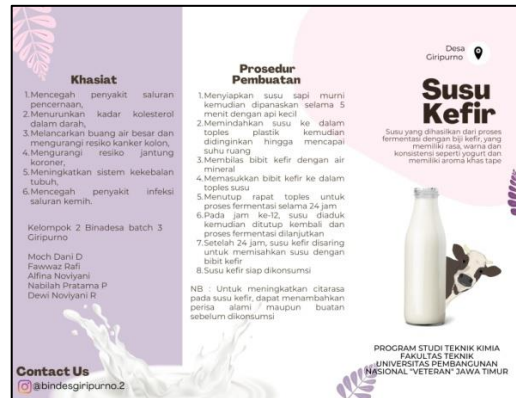 Khasiat
1.Mencegah penyakit saluran
pencernaan,
2.Menurunkan kadar kolesterol
dalam darah,
3.Melancarkan buang air besar dan
mengurangi resiko kanker kolon,
4.Mengurangi resiko jantung
koroner,
5.Meningkatkan sistem kekebalan
tubuh,
6.Mencegah penyakit infeksi
saluran kemih.
Kelompok 2 Binadesa batch 3
Giripurno
Moch Dani D
Fawwaz Rafi
Alfina Noviyani
Nabilah Pratama P
Dewi Noviyani R
Contact Us
@bindesgiripurno.2
Prosedur
Pembuatan
1.Menyiapkan susu sapi murni
kemudian dipanaskan selama 5
menit dengan api kecil
2.Memindahkan susu ke dalam
toples plastik kemudian
didinginkan hingga mencapai
suhu ruang
3.Membilas bibit kefir dengan air
mineral
4.Memasukkan bibit kefir ke dalam
toples susu
5.Menutup rapat toples untuk
proses fermentasi selama 24 jam
6.Pada jam ke-12, susu diaduk
kemudian ditutup kembali dan
proses fermentasi dilanjutkan
7.Setelah 24 jam, susu kefir disaring
untuk memisahkan susu dengan
bibit kefir
8.Susu kefir siap dikonsumsi
NB : Untuk meningkatkan citarasa
pada susu kefir, dapat menambahkan
perisa alami maupun buatan
sebelum dikonsumsi
Desa
Giripurno
Susu
Kefir
Susu yang dihasilkan dari proses
fermentasi dengan biji kefir, yang
memiliki rasa, warna dan
konsistensi seperti yogurt dan
memiliki aroma khas tape
PROGRAM STUDI TEKNIK KIMIA
FAKULTAS TEKNIK
UNIVERSITAS PEMBANGUNAN
NASIONAL "VETERAN" JAWA TIMUR